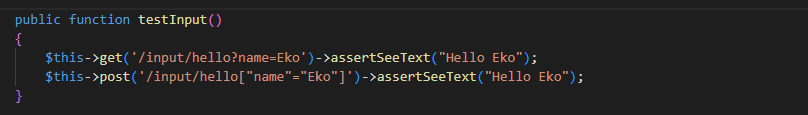 public function testInput()
{
    $this->get('/input/hello?name=Eko')->assertSeeText("Hello Eko");
    $this->post('/input/hello["name"="Eko"]')->assertSeeText("Hello Eko");
}